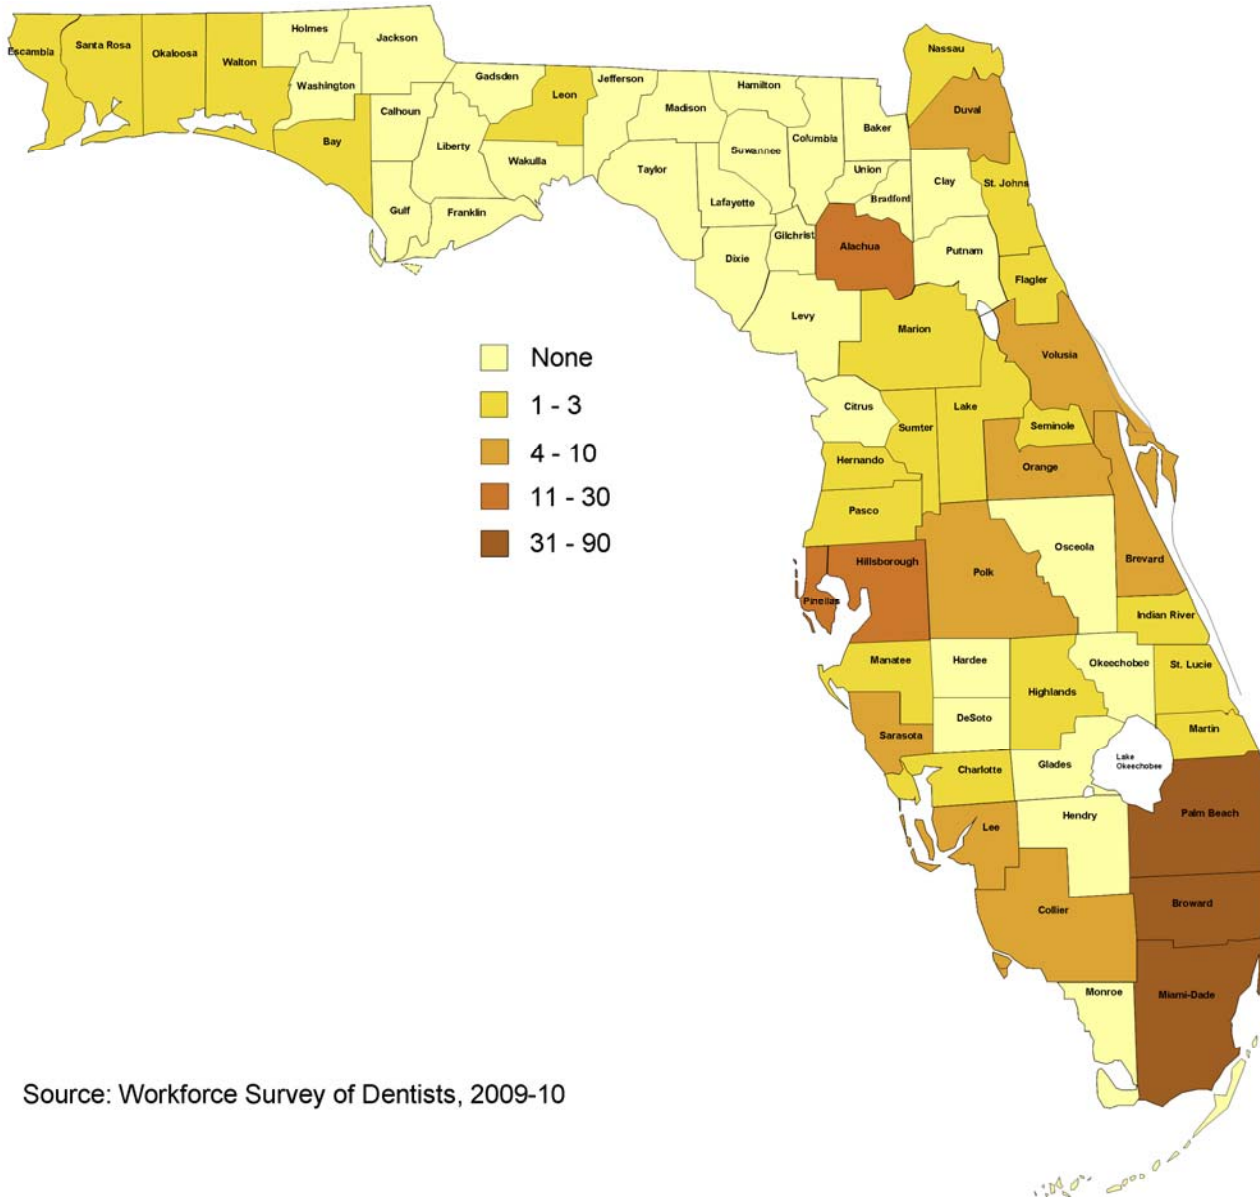 Holmes
Jackson
Escambia
Santa Rosa
Okaloosa
Walton
Washington
Gadsden
Leon
Jefferson
Madison
Hamilton
Nassau
Duval
Calhoun
Liberty
Bay
Wakulla
Taylor
Suwannee
Columbia
Baker
Union
Bradford
Clay
St. Johns
Gulf
Franklin
Lafayette
Gilchrist
Alachua
Putnam
Dixie
Flagler
Levy
Marion
Volusia
None
1 - 3
4 - 10
11 - 30
31 - 90
Citrus
Sumter
Lake
Seminole
Hernando
Orange
Pasco
Osceola
Brevard
Hillsborough
Polk
Pinellas
Indian River
Manatee
Hardee
Okeechobee
St. Lucie
Highlands
DeSoto
Sarasota
Martin
Charlotte
Glades
Lake
Okeechobee
Palm Beach
Lee
Hendry
Collier
Broward
Monroe
Miami-Dade
Source: Workforce Survey of Dentists, 2009-10